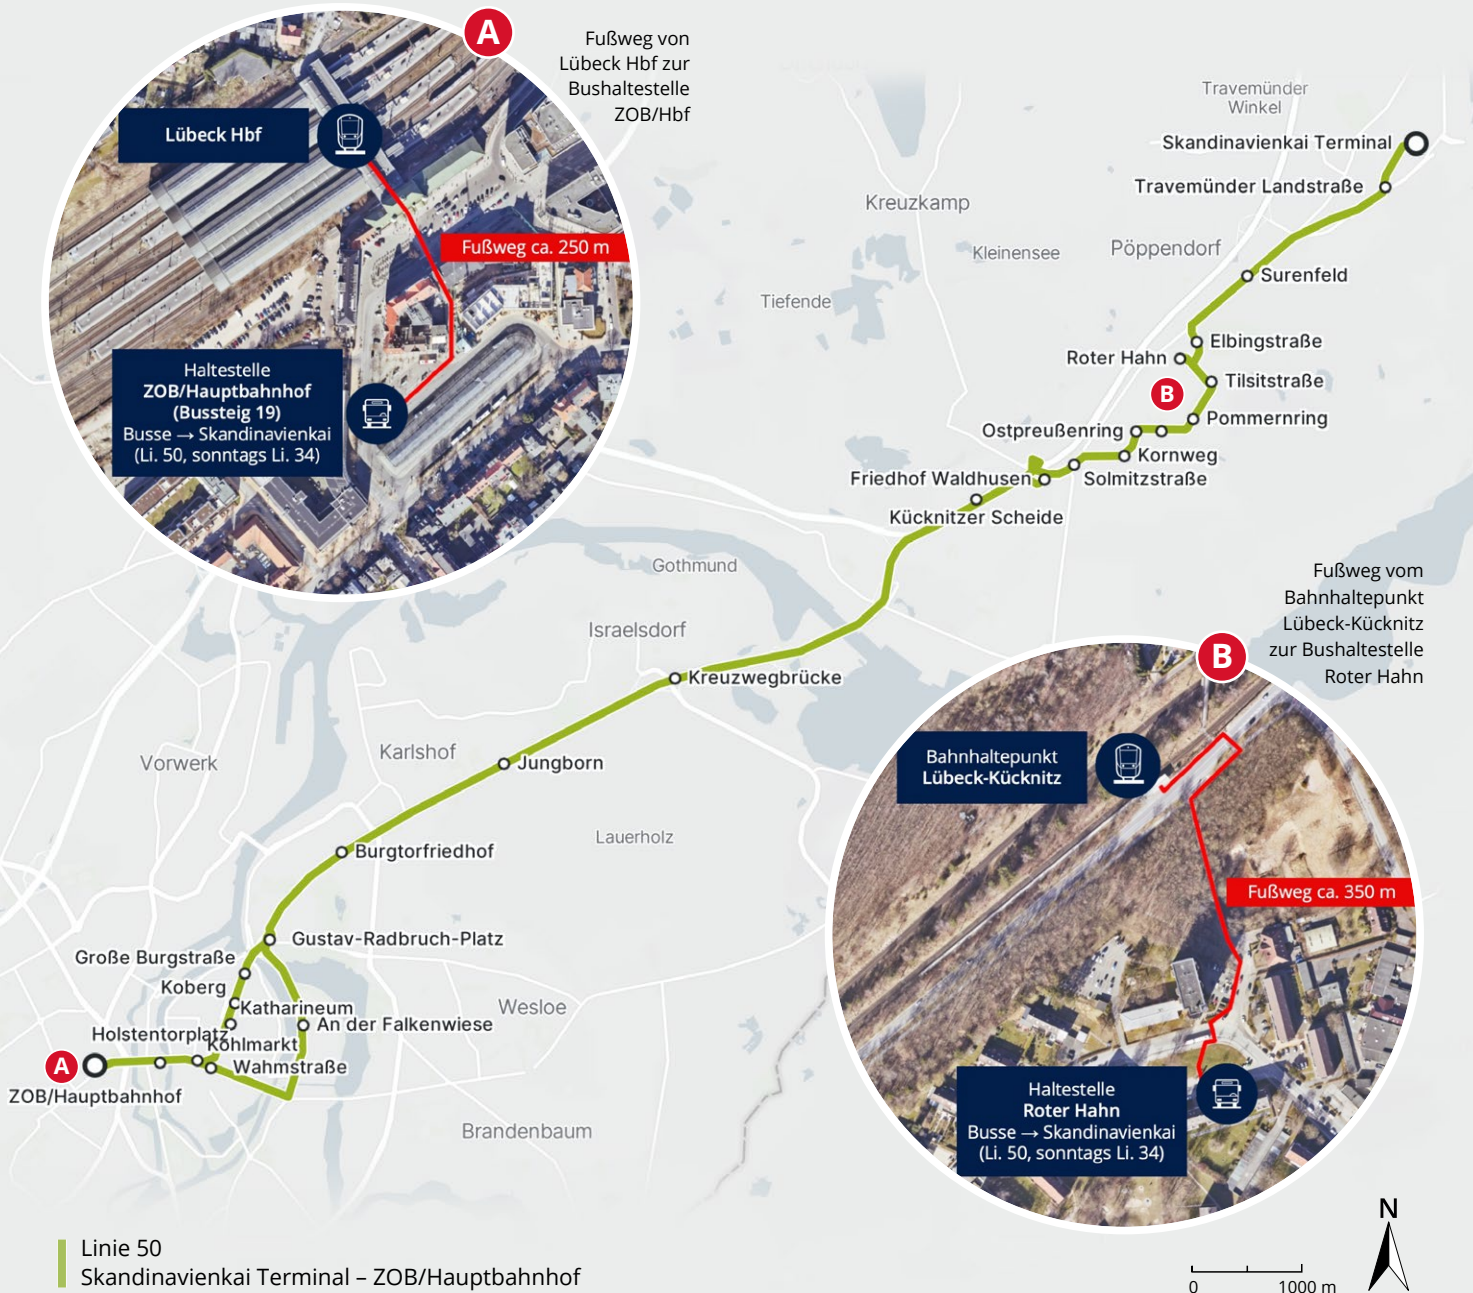 A
Fußweg von
Lübeck Hbf zur
Bushaltestelle
ZOB/Hbf
Lübeck Hbf
Fußweg ca. 250 m
Haltestelle
ZOB/Hauptbahnhof
(Bussteig 19)
Busse → Skandinavienkai
(Li. 50, sonntags Li. 34)
Travemünder
Winkel
Skandinavienkai Terminal
Travemünder Landstraße
Kreuzkamp
Kleinensee
Pöppendorf
Surenfeld
Tiefende
Elbingstraße
Roter Hahn
Tilsitstraße
B
Pommernring
Ostpreußenring
Kornweg
Friedhof Waldhusen
Solmitzstraße
Kücknitzer Scheide
Gothmund
Israelsdorf
Kreuzwegbrücke
Vorwerk
Karlshof
Jungborn
Lauerholz
Burgtorfriedhof
Gustav-Radbruch-Platz
Große Burgstraße
Koberg
Katharineum
Wesloe
An der Falkenwiese
Holstentorplatz
Kohlmarkt
Wahmstraße
A
ZOB/Hauptbahnhof
Brandenbaum
Fußweg vom
Bahnhaltepunkt
Lübeck-Kücknitz
zur Bushaltestelle
Roter Hahn
B
Bahnhaltepunkt
Lübeck-Kücknitz
Fußweg ca. 350 m
Haltestelle
Roter Hahn
Busse → Skandinavienkai
(Li. 50, sonntags Li. 34)
Linie 50
Skandinavienkai Terminal – ZOB/Hauptbahnhof
N
0 1000 m